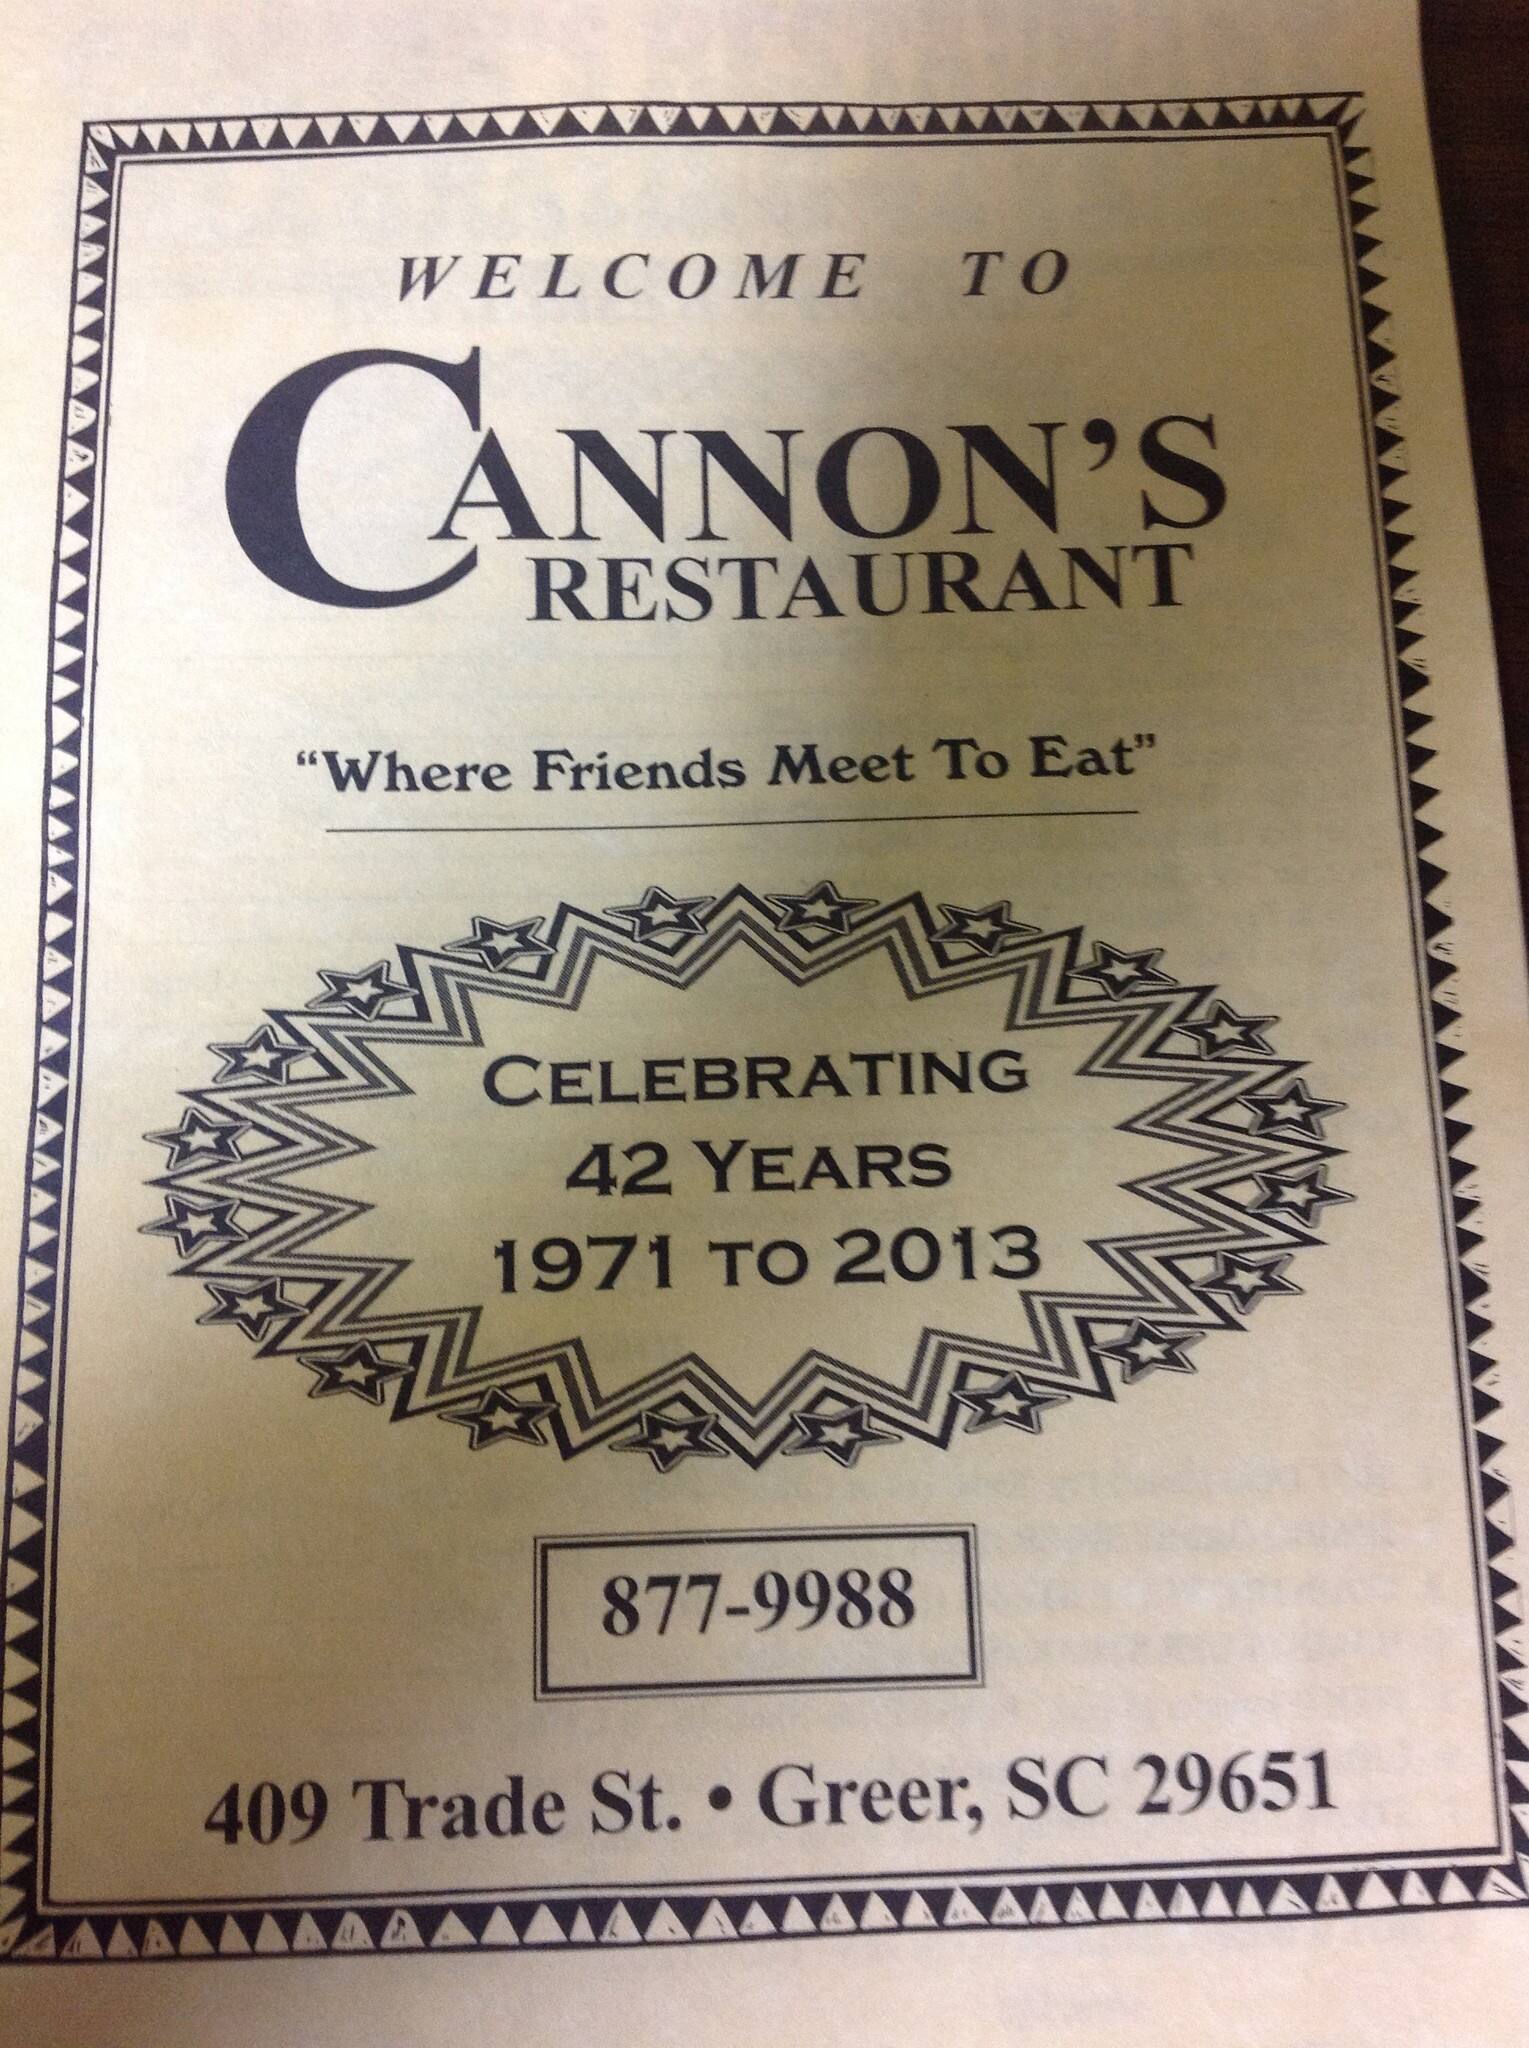 WELCOME TO
CANNON'S
RESTAURANT
“Where Friends Meet To Eat”
CELEBRATING
42 YEARS
1971 TO 2013
877-9988
409 Trade St. • Greer, SC 29651